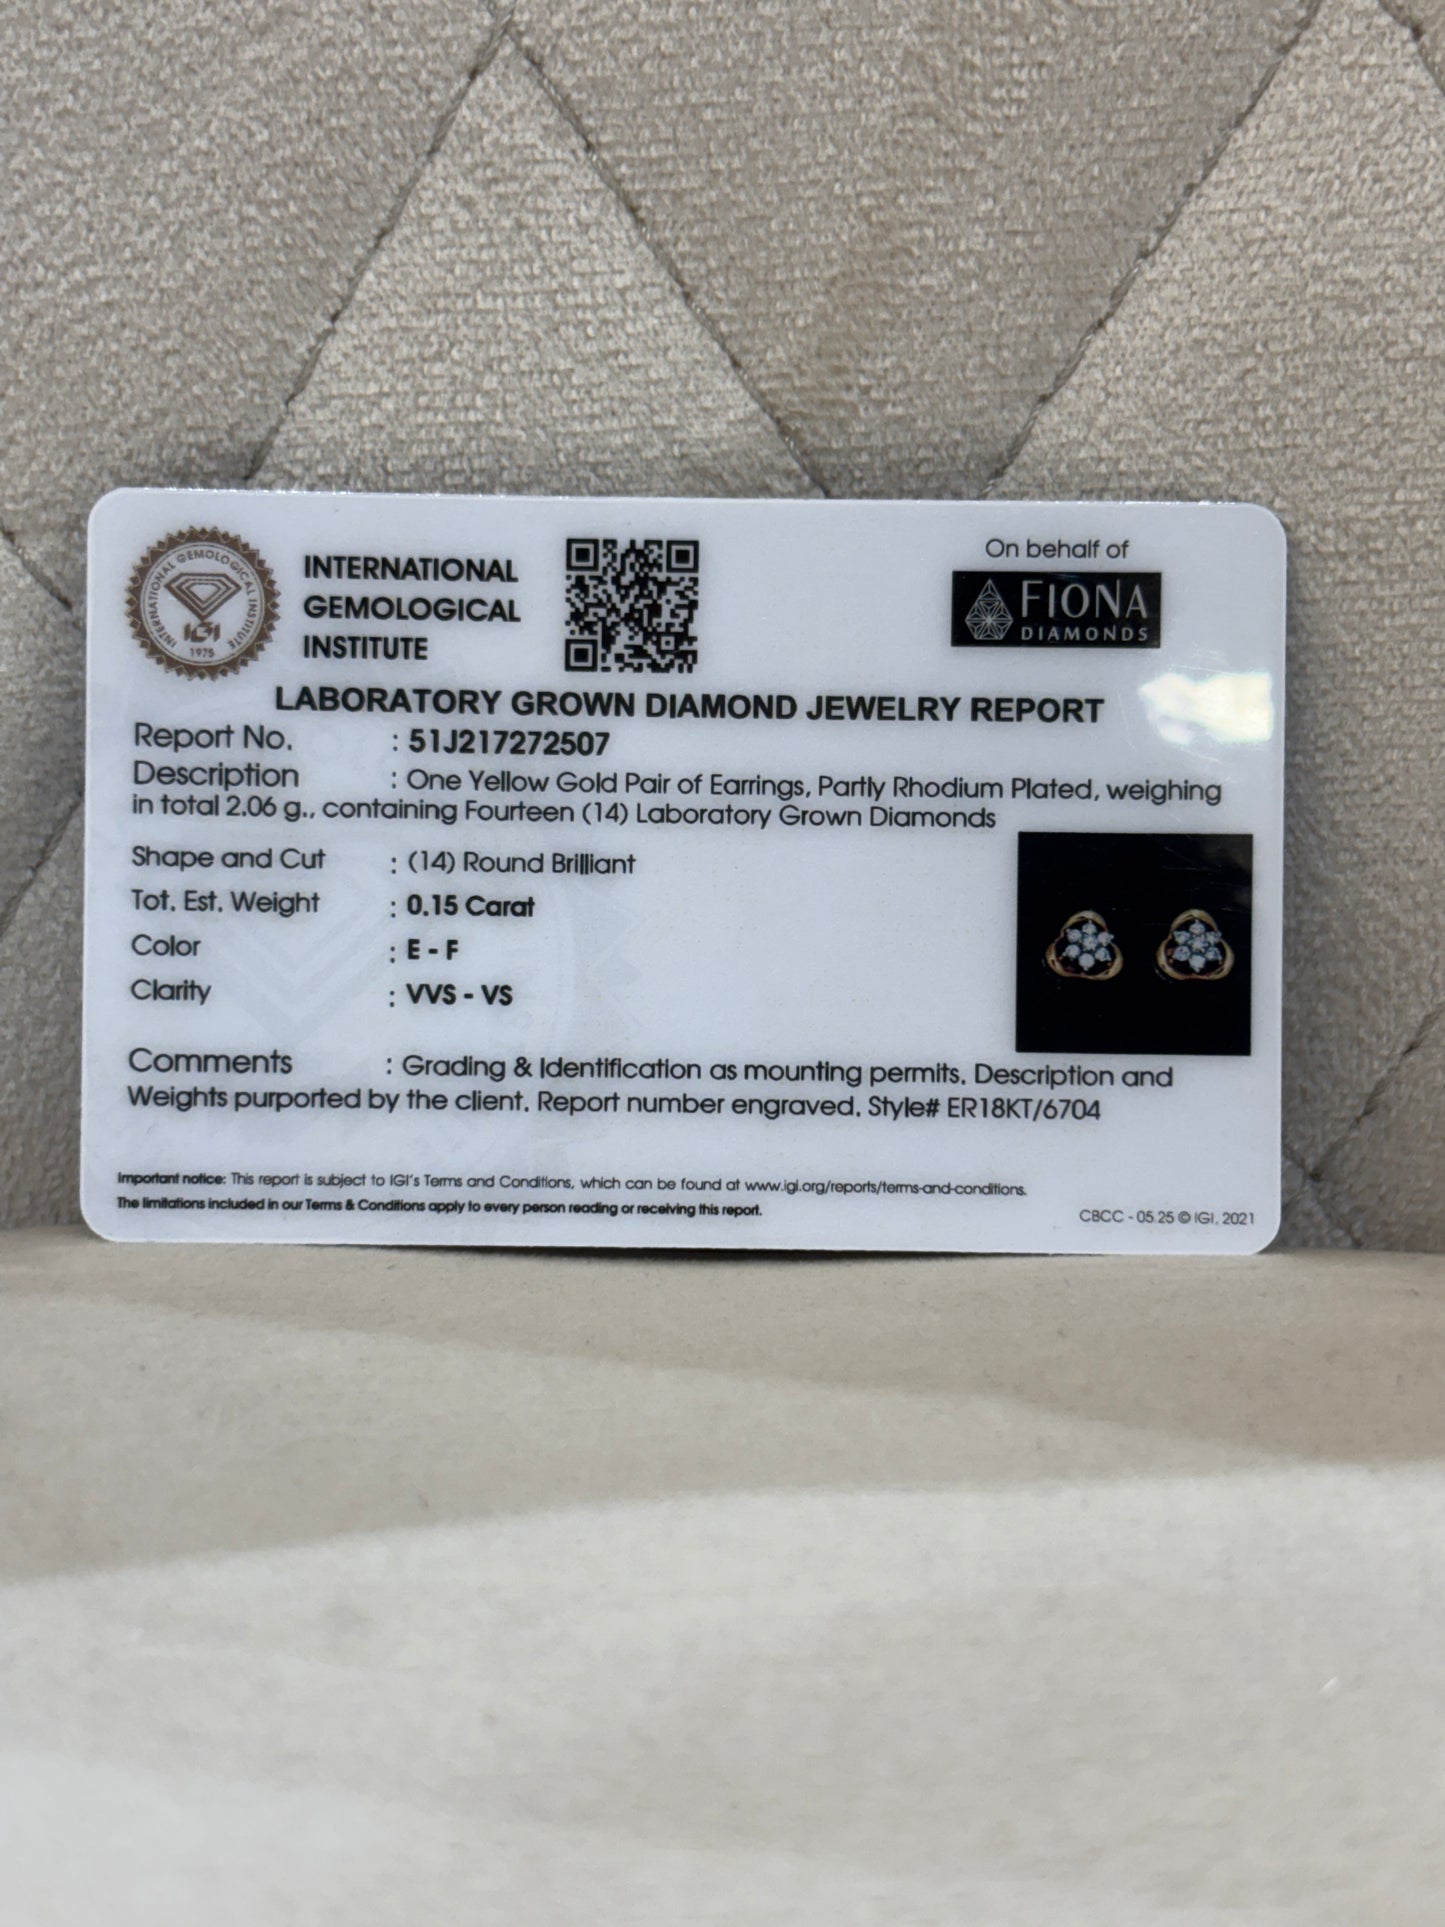 INTERNATIONAL GEMOLOGICAL INSTITUTE
IGI
1975
INTERNATIONAL
GEMOLOGICAL
INSTITUTE
On behalf of
FIONA
DIAMONDS
LABORATORY GROWN DIAMOND JEWELRY REPORT
Report No. : 51J217272507
Description : One Yellow Gold Pair of Earrings, Partly Rhodium Plated, weighing
in total 2.06 g., containing Fourteen (14) Laboratory Grown Diamonds
Shape and Cut : (14) Round Brilliant
Tot. Est. Weight : 0.15 Carat
Color : E - F
Clarity : VVS - VS
Comments : Grading & Identification as mounting permits. Description and
Weights purported by the client. Report number engraved. Style# ER18KT/6704
Important notice: This report is subject to IGI's Terms and Conditions, which can be found at www.igi.org/reports/terms-and-conditions.
The limitations included in our Terms & Conditions apply to every person reading or receiving this report.
CBCC - 05.25 © IGI, 2021